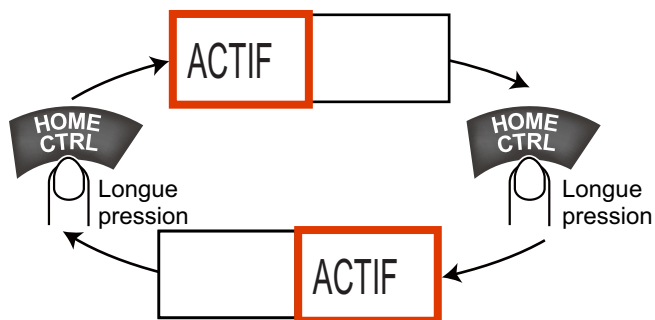 ACTIF
HOME
CTRL
Longue
pression
HOME
CTRL
Longue
pression
ACTIF